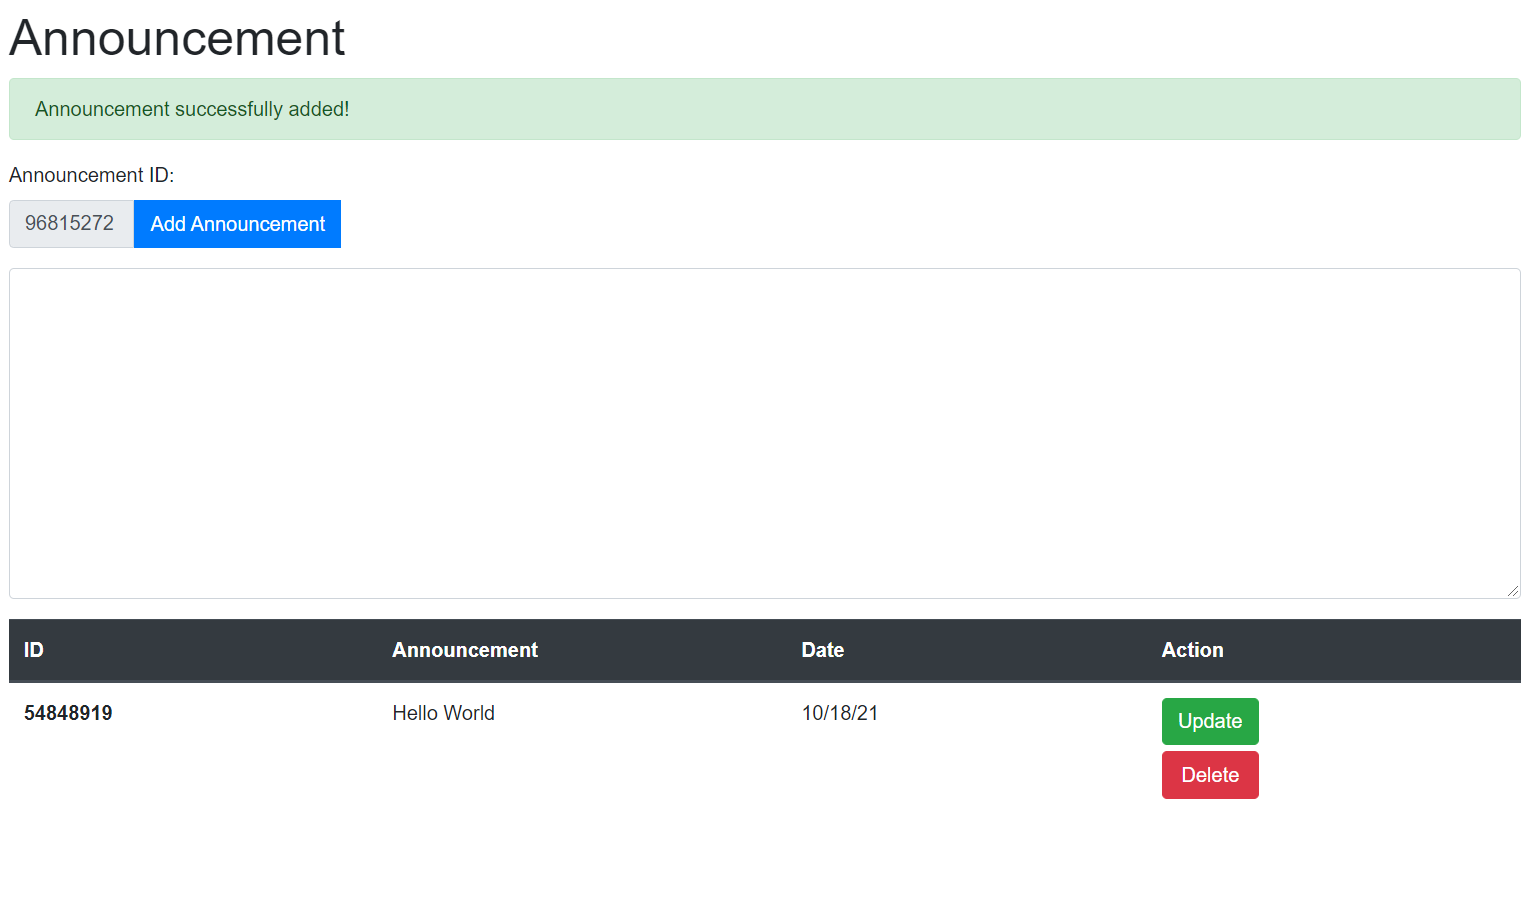 Announcement
Announcement successfully added!
Announcement ID:
96815272 Add Announcement
ID Announcement Date Action
54848919 Hello World 10/18/21 Update
Delete